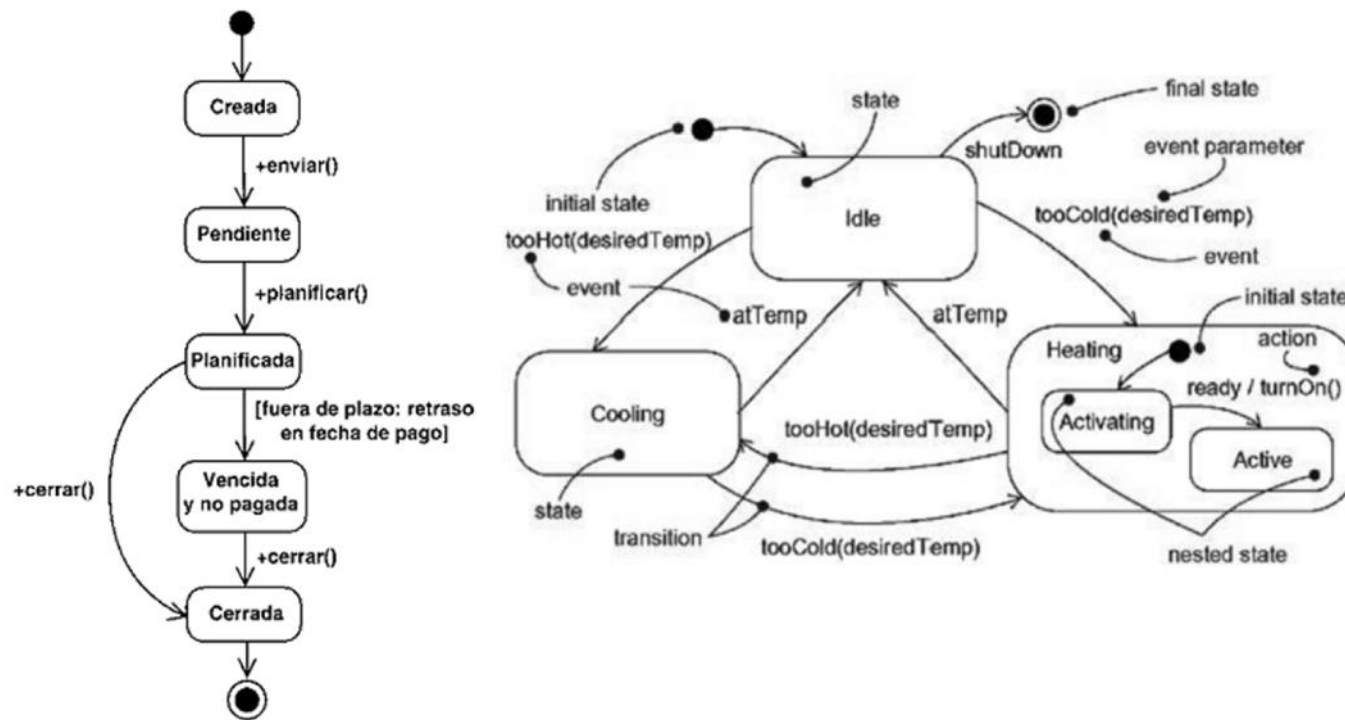 Creada
+enviar()
Pendiente
+planificar()
Planificada
[fuera de plazo: retraso
en fecha de pago]
+cerrar()
Vencida
y no pagada
+cerrar()
Cerrada
state
final state
shutDown
event parameter
initial state
Idle
tooCold(desiredTemp)
tooHot(desiredTemp)
event
event
initial state
atTemp
atTemp
Heating
action
ready / turnOn()
Cooling
Activating
tooHot(desiredTemp)
Active
state
transition
tooCold(desiredTemp)
nested state